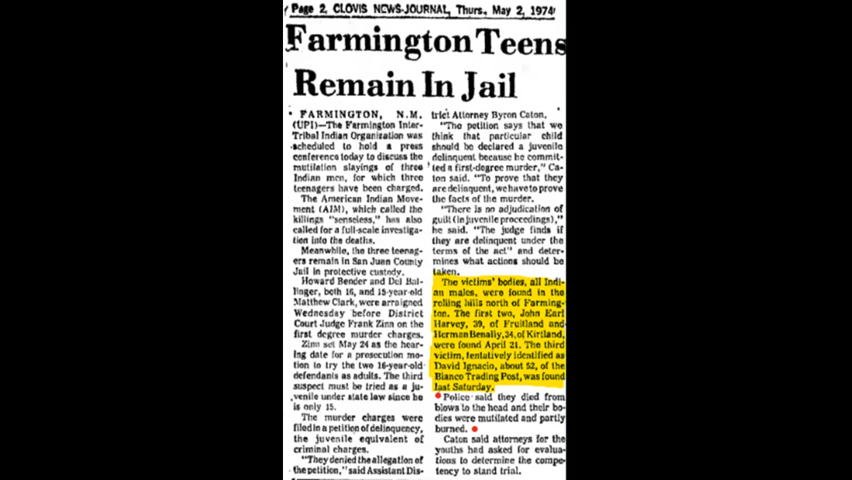 Page 2, CLOVIS NEWS-JOURNAL, Thurs., May 2, 1974
Farmington Teens
Remain In Jail
FARMINGTON, N.M.
(UPI)—The Farmington Inter-
Tribal Indian Organization was
scheduled to hold a press
conference today to discuss the
mutilation slayings of three
Indian men, for which three
teenagers have been charged.
The American Indian Move-
ment (AIM), which called the
killings "senseless," has also
called for a full-scale investiga-
tion into the deaths.
Meanwhile, the three teenag-
ers remain in San Juan County
Jail in protective custody.
Howard Bender and Del Bal-
linger, both 16, and 15-year-old
Matthew Clark, were arraigned
Wednesday before District
Court Judge Frank Zinn on the
first degree murder charges.
Zinn set May 24 as the hear-
ing date for a prosecution mo-
tion to try the two 16-year-old
defendants as adults. The third
suspect must be tried as a ju-
venile under state law since he
is only 15.
The murder charges were
filed in a petition of delinquency,
the juvenile equivalent of
criminal charges.
"They denied the allegation of
the petition," said Assistant Dis-
trict Attorney Byron Caton.
"The petition says that we
think that particular child
should be declared a juvenile
delinquent because he commit-
ted a first-degree murder," Ca-
ton said. "To prove that they
are delinquent, we have to prove
the facts of the murder.
"There is no adjudication of
guilt (in juvenile proceedings),"
he said. "The judge finds if
they are delinquent under the
terms of the act" and deter-
mines what actions should be
taken.
The victims' bodies, all Indi-
an males, were found in the
rolling hills north of Farming-
ton. The first two, John Earl
Harvey, 39, of Fruitland and
Herman Benally, 34, of Kirtland,
were found April 21. The third
victim, tentatively identified as
David Ignacio, about 52, of the
Blanco Trading Post, was found
last Saturday.
Police said they died from
blows to the head and their bo-
dies were mutilated and partly
burned.
Caton said attorneys for the
youths had asked for evalua-
tions to determine the compe-
tency to stand trial.